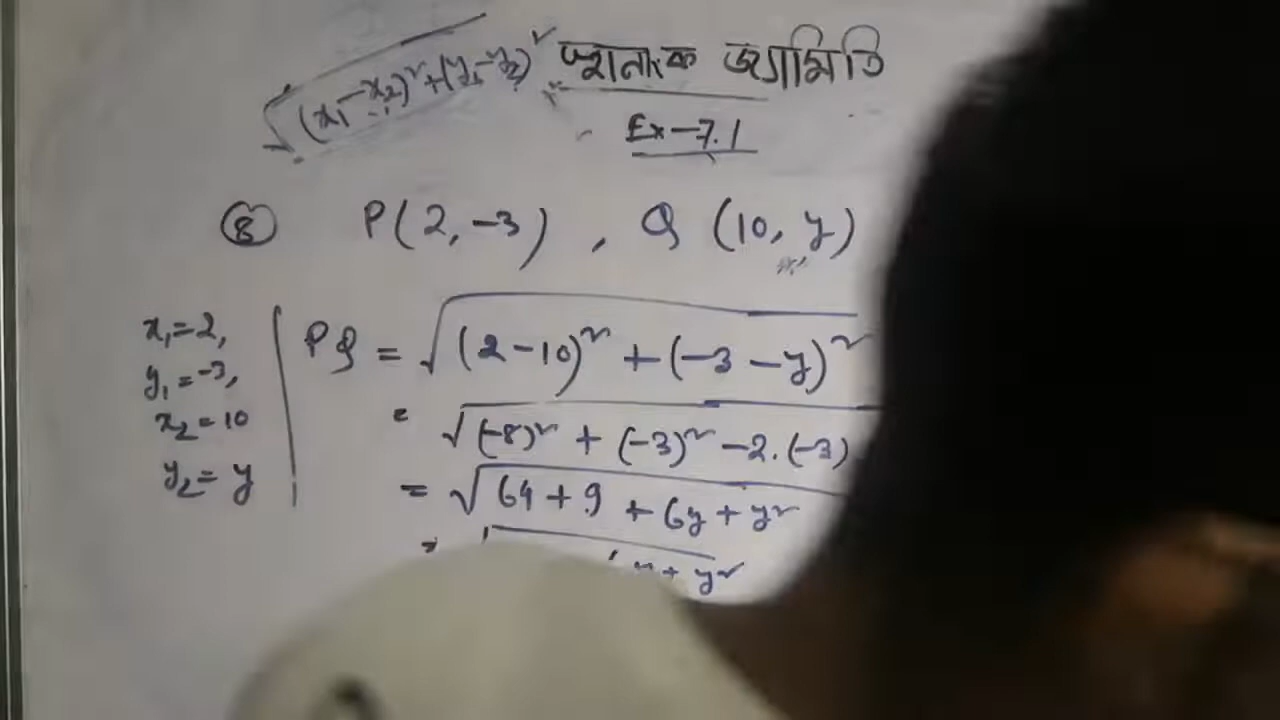 √(x₁-x₂)² + (y₁-y₂)² স্থানাংক জ্যামিতি
Ex-7.1
⑧ P(2,-3) , Q (10, y)
x₁=2,
y₁=-3,
x₂=10
y₂=y
PQ = √(2-10)² + (-3-y)²
= √(-8)² + (-3)² -2.(-3)
= √64+9 + 6y + y²
= + y²